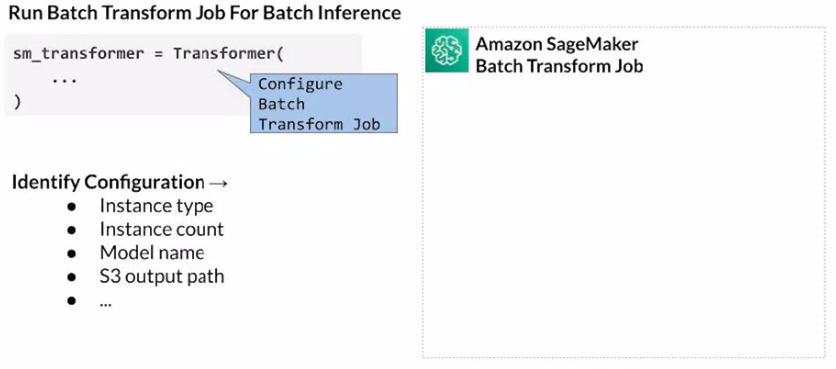 Run Batch Transform Job For Batch Inference
sm_transformer = Transformer(
...
)
Configure
Batch
Transform Job
Identify Configuration →
● Instance type
● Instance count
● Model name
● S3 output path
● ...
Amazon SageMaker
Batch Transform Job